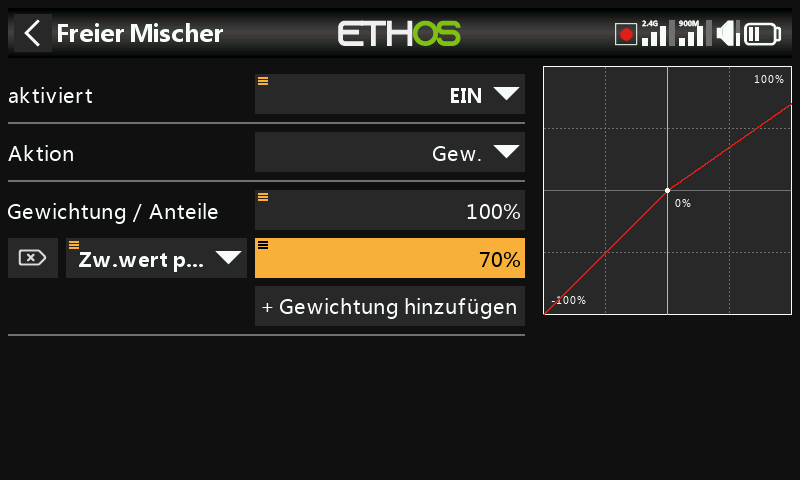 Freier Mischer
ETHOS
2.4G
900M
aktiviert
EIN
Aktion
Gew.
Gewichtung / Anteile
100%
Zw.wert p...
70%
+ Gewichtung hinzufügen
100%
0%
-100%